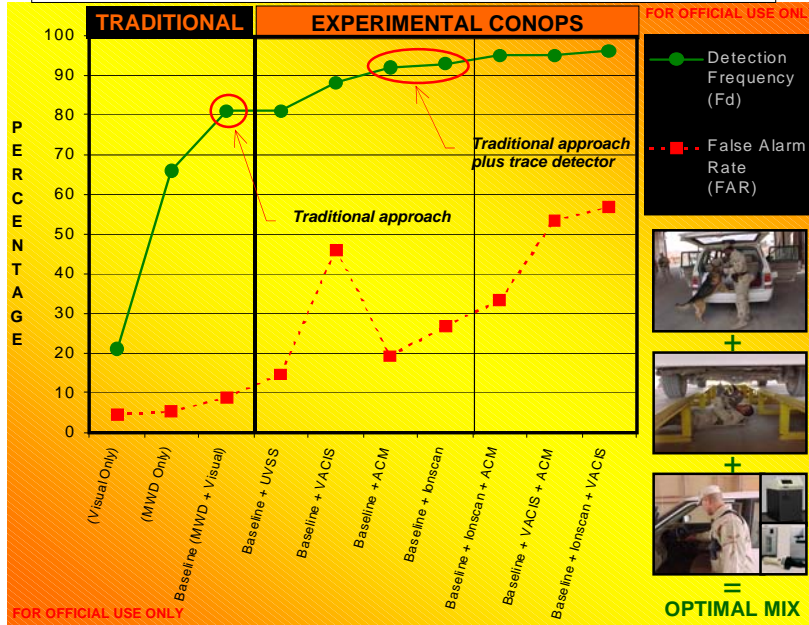 TRADITIONAL
EXPERIMENTAL CONOPS
FOR OFFICIAL USE ONL
100
90
80
70
60
50
40
30
20
10
0
PERCENTAGE
Traditional approach
plus trace detector
Traditional approach
Detection
Frequency
(Fd)
False Alarm
Rate
(FAR)
(Visual Only)
(MWD Only)
Baseline (MWD + Visual)
Baseline + UVSS
Baseline + VACIS
Baseline + ACM
Baseline + Ionscan
Baseline + Ionscan + ACM
Baseline + VACIS + ACM
Baseline + Ionscan + VACIS
+
+
=
OPTIMAL MIX
FOR OFFICIAL USE ONLY